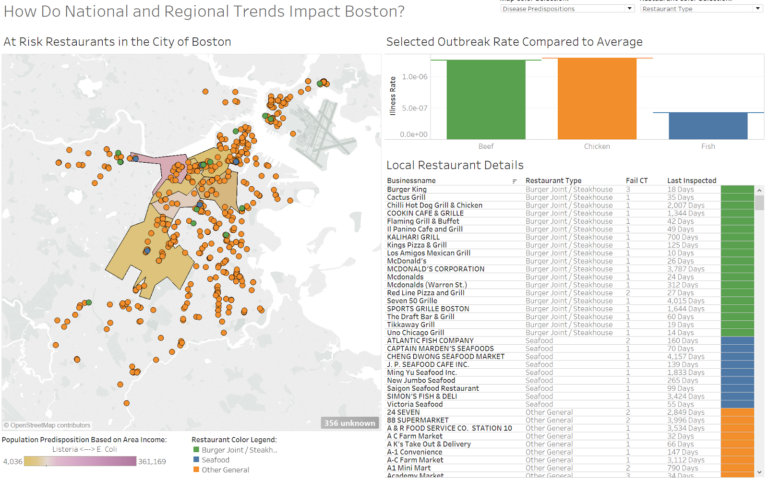 How Do National and Regional Trends Impact Boston?
Disease Predispositions
Restaurant Type
At Risk Restaurants in the City of Boston
© OpenStreetMap contributors
356 unknown
Population Predisposition Based on Area Income:
Listeria <---> E. Coli
4,036
361,169
Restaurant Color Legend:
Burger Joint / Steakh..
Seafood
Other General
Selected Outbreak Rate Compared to Average
Illness Rate
1.0e-06
5.0e-07
0.0e+00
Beef
Chicken
Fish
Local Restaurant Details
Businessname Restaurant Type Fail CT Last Inspected
Burger King Burger Joint / Steakhouse 3 18 Days
Cactus Grill Burger Joint / Steakhouse 1 35 Days
Chilli Hot Dog Grill & Chicken Burger Joint / Steakhouse 1 2,007 Days
COOKIN CAFE & GRILLE Burger Joint / Steakhouse 1 1,344 Days
Flaming Grill & Buffet Burger Joint / Steakhouse 1 42 Days
Il Panino Cafe and Grill Burger Joint / Steakhouse 1 49 Days
KALIHARI GRILL Burger Joint / Steakhouse 1 700 Days
Kings Pizza & Grill Burger Joint / Steakhouse 1 125 Days
Los Amigos Mexican Grill Burger Joint / Steakhouse 1 10 Days
McDonald's Burger Joint / Steakhouse 1 26 Days
MCDONALD'S CORPORATION Burger Joint / Steakhouse 1 3,787 Days
Mcdonalds Burger Joint / Steakhouse 1 24 Days
Mcdonalds (Warren St.) Burger Joint / Steakhouse 1 312 Days
Red Line Pizza and Grill Burger Joint / Steakhouse 1 27 Days
Seven 50 Grille Burger Joint / Steakhouse 1 4,015 Days
SPORTS GRILLE BOSTON Burger Joint / Steakhouse 1 1,644 Days
The Draft Bar & Grill Burger Joint / Steakhouse 1 60 Days
Tikkaway Grill Burger Joint / Steakhouse 1 19 Days
Uno Chicago Grill Burger Joint / Steakhouse 1 14 Days
ATLANTIC FISH COMPANY Seafood 2 160 Days
CAPTAIN MARDEN'S SEAFOODS Seafood 1 70 Days
CHENG DWONG SEAFOOD MARKET Seafood 1 4,157 Days
J. P. SEAFOOD CAFE INC. Seafood 1 139 Days
Ming Yu Seafood Inc. Seafood 1 1,833 Days
New Jumbo Seafood Seafood 1 265 Days
Saigon Seafood Restaurant Seafood 1 99 Days
SIMON'S FISH & DELI Seafood 1 3,424 Days
Victoria Seafood Seafood 1 55 Days
24 SEVEN Other General 2 2,849 Days
88 SUPERMARKET Other General 2 3,996 Days
A & R FOOD SERVICE CO. STATION 10 Other General 1 3,534 Days
A C Farm Market Other General 1 32 Days
A K's Take Out & Delivery Other General 1 66 Days
A-1 Convenience Other General 1 147 Days
A-C Farm Market Other General 1 3,112 Days
A1 Mini Mart Other General 2 790 Days
Academy Market Other General 3 34 Days